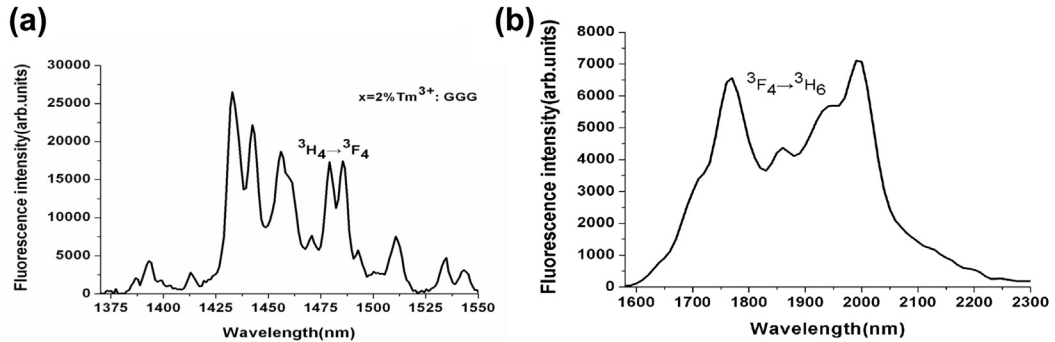 (a)
Fluorescence intensity(arb.units)
30000
25000
20000
15000
10000
5000
0
x=2%Tm³⁺: GGG
³H₄→³F₄
1375 1400 1425 1450 1475 1500 1525 1550
Wavelength(nm)
(b)
Fluorescence intensity(arb.units)
8000
7000
6000
5000
4000
3000
2000
1000
0
³F₄→³H₆
1600 1700 1800 1900 2000 2100 2200 2300
Wavelength(nm)